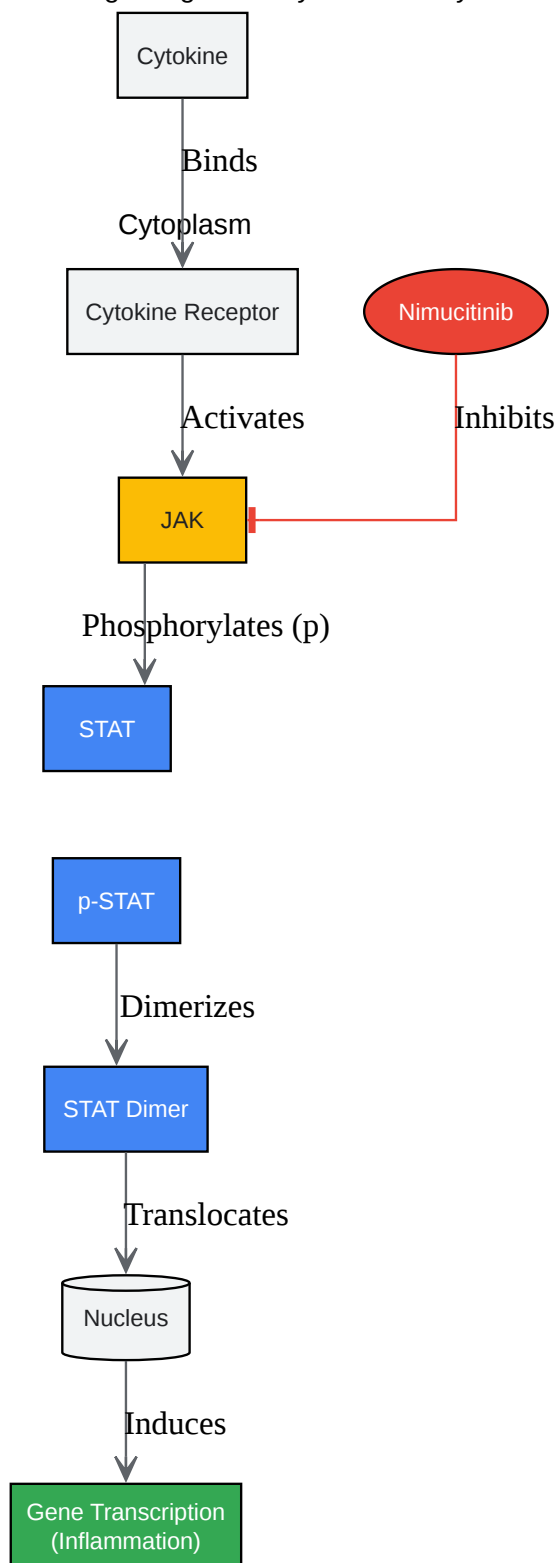 Cytokine
Binds
Cytoplasm
Cytokine Receptor
Nimucitinib
Activates
Inhibits
JAK
Phosphorylates (p)
STAT
p-STAT
Dimerizes
STAT Dimer
Translocates
Nucleus
Induces
Gene Transcription
(Inflammation)